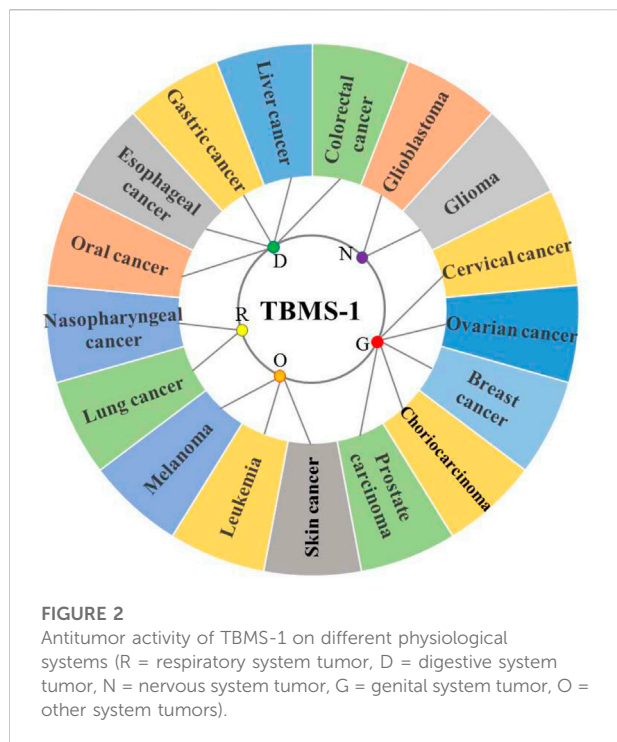 Liver cancer
Colorectal
cancer
Glioblastoma
Glioma
Cervical cancer
Ovarian cancer
Breast
cancer
Choriocarcinoma
Prostate
carcinoma
Skin cancer
Leukemia
Melanoma
Lung cancer
Nasopharyngeal
cancer
Oral cancer
Esophageal
cancer
Gastric cancer
D
N
R
TBMS-1
G
O
FIGURE 2
Antitumor activity of TBMS-1 on different physiological
systems (R = respiratory system tumor, D = digestive system
tumor, N = nervous system tumor, G = genital system tumor, O =
other system tumors).